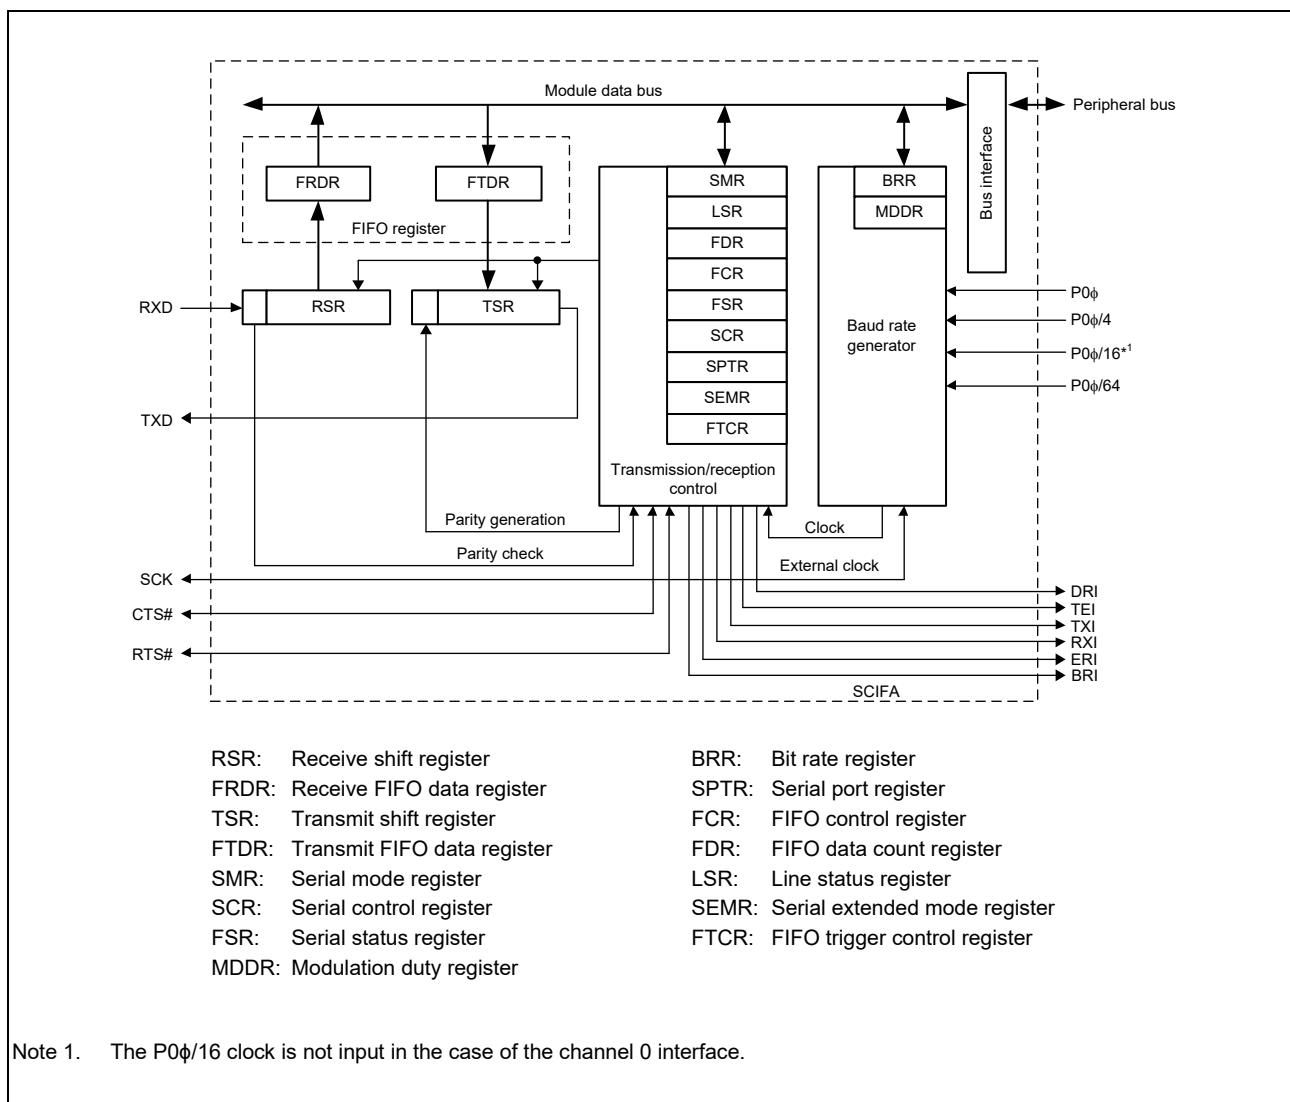 Module data bus
Peripheral bus
Bus interface
FRDR
FTDR
FIFO register
SMR
LSR
FDR
FCR
FSR
SCR
SPTR
SEMR
FTCR
Transmission/reception
control
BRR
MDDR
Baud rate
generator
P0ϕ
P0ϕ/4
P0ϕ/16*1
P0ϕ/64
RXD
RSR
TSR
TXD
Parity generation
Parity check
Clock
External clock
SCK
CTS#
RTS#
DRI
TEI
TXI
RXI
ERI
BRI
SCIFA
RSR: Receive shift register
FRDR: Receive FIFO data register
TSR: Transmit shift register
FTDR: Transmit FIFO data register
SMR: Serial mode register
SCR: Serial control register
FSR: Serial status register
MDDR: Modulation duty register
BRR: Bit rate register
SPTR: Serial port register
FCR: FIFO control register
FDR: FIFO data count register
LSR: Line status register
SEMR: Serial extended mode register
FTCR: FIFO trigger control register
Note 1. The P0ϕ/16 clock is not input in the case of the channel 0 interface.